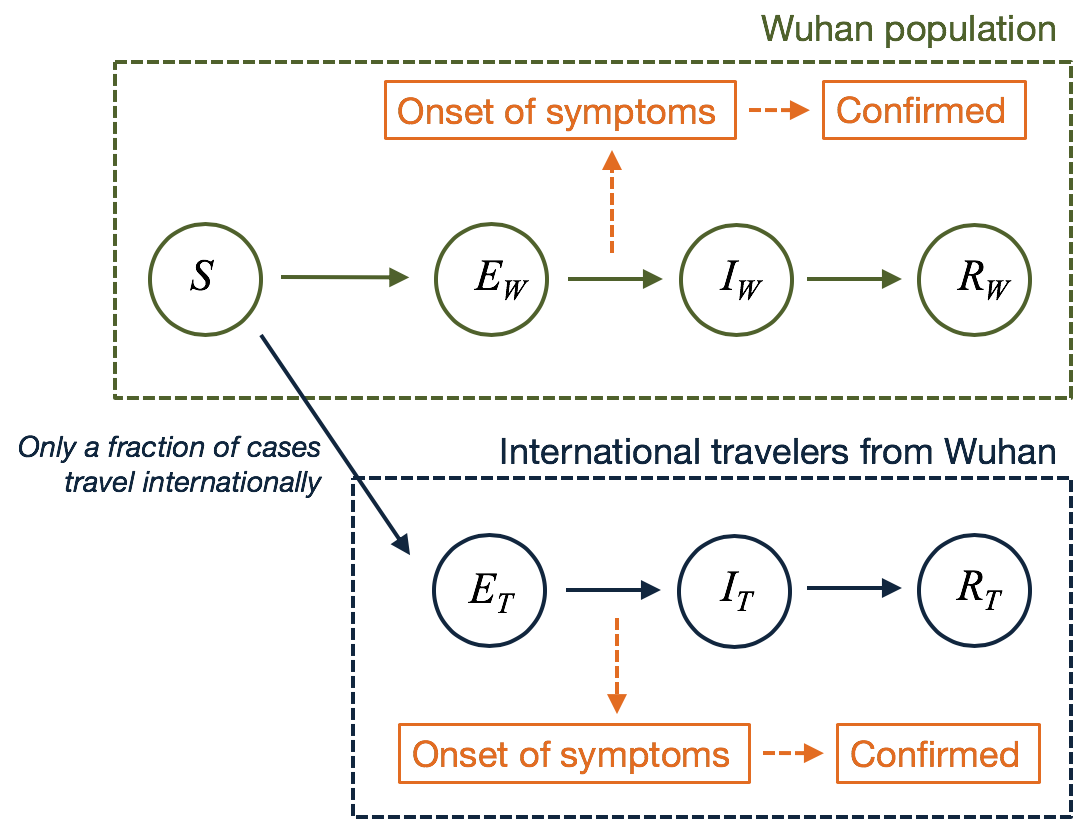 Wuhan population
Onset of symptoms
Confirmed
S
E_W
I_W
R_W
Only a fraction of cases
travel internationally
International travelers from Wuhan
E_T
I_T
R_T
Onset of symptoms
Confirmed